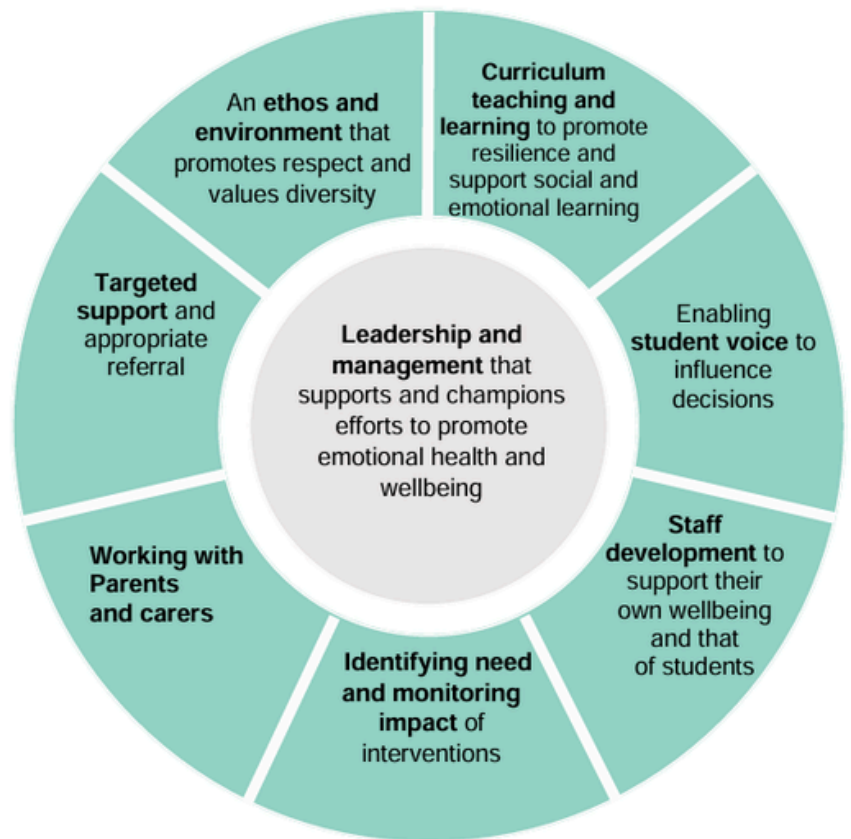 An ethos and
environment that
promotes respect and
values diversity
Curriculum
teaching and
learning to promote
resilience and
support social and
emotional learning
Enabling
student voice to
influence
decisions
Staff
development to
support their
own wellbeing
and that
of students
Identifying need
and monitoring
impact of
interventions
Working with
Parents
and carers
Targeted
support and
appropriate
referral
Leadership and
management that
supports and champions
efforts to promote
emotional health and
wellbeing